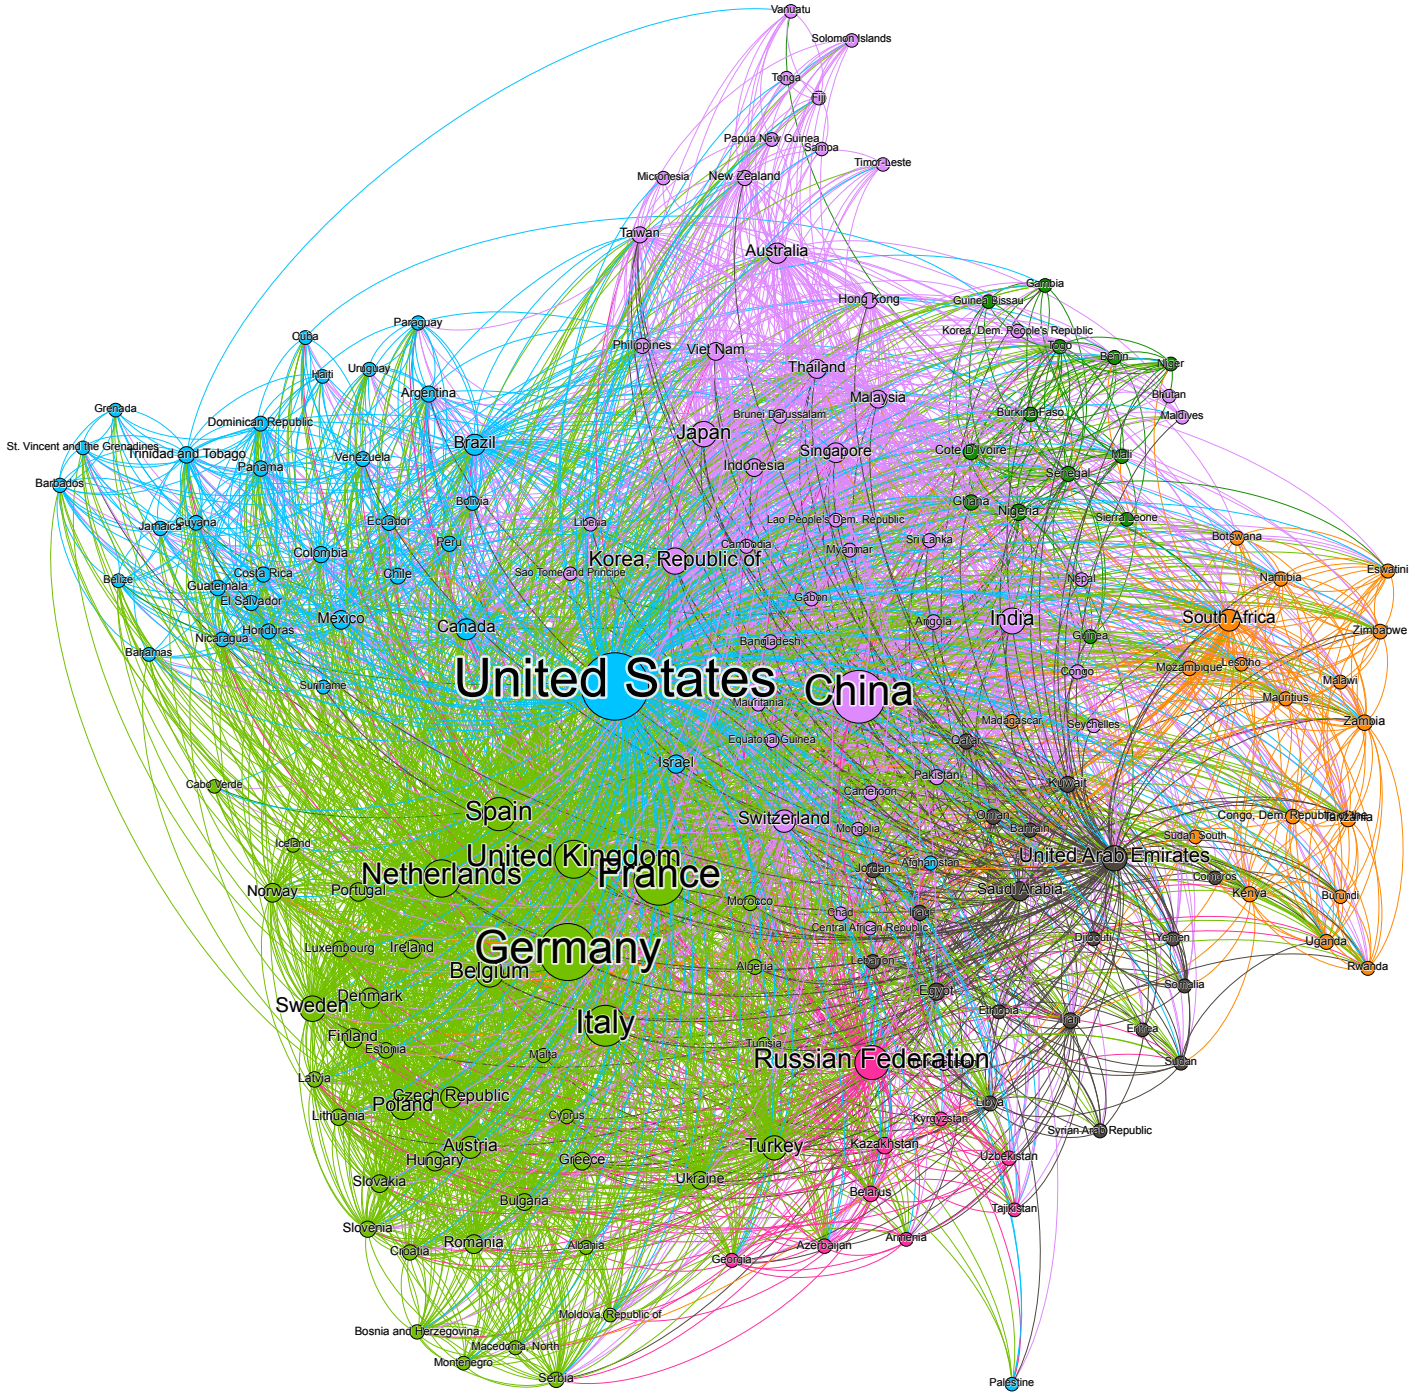 Vanuatu
Solomon Islands
Tonga
Fiji
Papua New Guinea
Samoa
Timor-Leste
Micronesia
New Zealand
Taiwan
Australia
Gambia
Guinea Bissau
Hong Kong
Paraguay
Korea, Dem. People's Republic
Cuba
Philippines
Viet Nam
Togo
Benin
Niger
Haiti
Uruguay
Thailand
Argentina
Malaysia
Bhutan
Grenada
Dominican Republic
Brunei Darussalam
Burkina Faso
Maldives
St. Vincent and the Grenadines
Trinidad and Tobago
Brazil
Japan
Singapore
Cote D'Ivoire
Mali
Panama
Venezuela
Indonesia
Senegal
Barbados
Bolivia
Ghana
Nigeria
Jamaica
Guyana
Ecuador
Liberia
Lao People's Dem. Republic
Sierra Leone
Colombia
Peru
Cambodia
Myanmar
Sri Lanka
Botswana
Belize
Costa Rica
Chile
Sao Tome and Principe
Korea, Republic of
Nepal
Namibia
Eswatini
Guatemala
El Salvador
Gabon
Mexico
Canada
Angola
India
South Africa
Nicaragua
Honduras
Bangladesh
Guinea
Zimbabwe
Bahamas
Suriname
United States
China
Congo
Mozambique
Lesotho
Malawi
Mauritania
Mauritius
Madagascar
Seychelles
Zambia
Equatorial Guinea
Qatar
Israel
Cabo Verde
Cameroon
Pakistan
Kuwait
Spain
Switzerland
Mongolia
Oman
Bahrain
Congo, Dem. Republic of the
Tanzania
Iceland
Sudan South
United Kingdom
France
Netherlands
Jordan
Afghanistan
United Arab Emirates
Comoros
Norway
Portugal
Morocco
Saudi Arabia
Kenya
Burundi
Chad
Iraq
Central African Republic
Luxembourg
Ireland
Germany
Djibouti
Yemen
Uganda
Belgium
Algeria
Lebanon
Rwanda
Sweden
Denmark
Egypt
Somalia
Finland
Italy
Ethiopia
Iran
Eritrea
Estonia
Malta
Tunisia
Russian Federation
Turkmenistan
Sudan
Latvia
Czech Republic
Poland
Lithuania
Cyprus
Libya
Kyrgyzstan
Syrian Arab Republic
Austria
Hungary
Greece
Turkey
Kazakhstan
Uzbekistan
Slovakia
Ukraine
Bulgaria
Belarus
Tajikistan
Slovenia
Croatia
Romania
Albania
Georgia
Azerbaijan
Armenia
Moldova, Republic of
Bosnia and Herzegovina
Macedonia, North
Montenegro
Serbia
Palestine